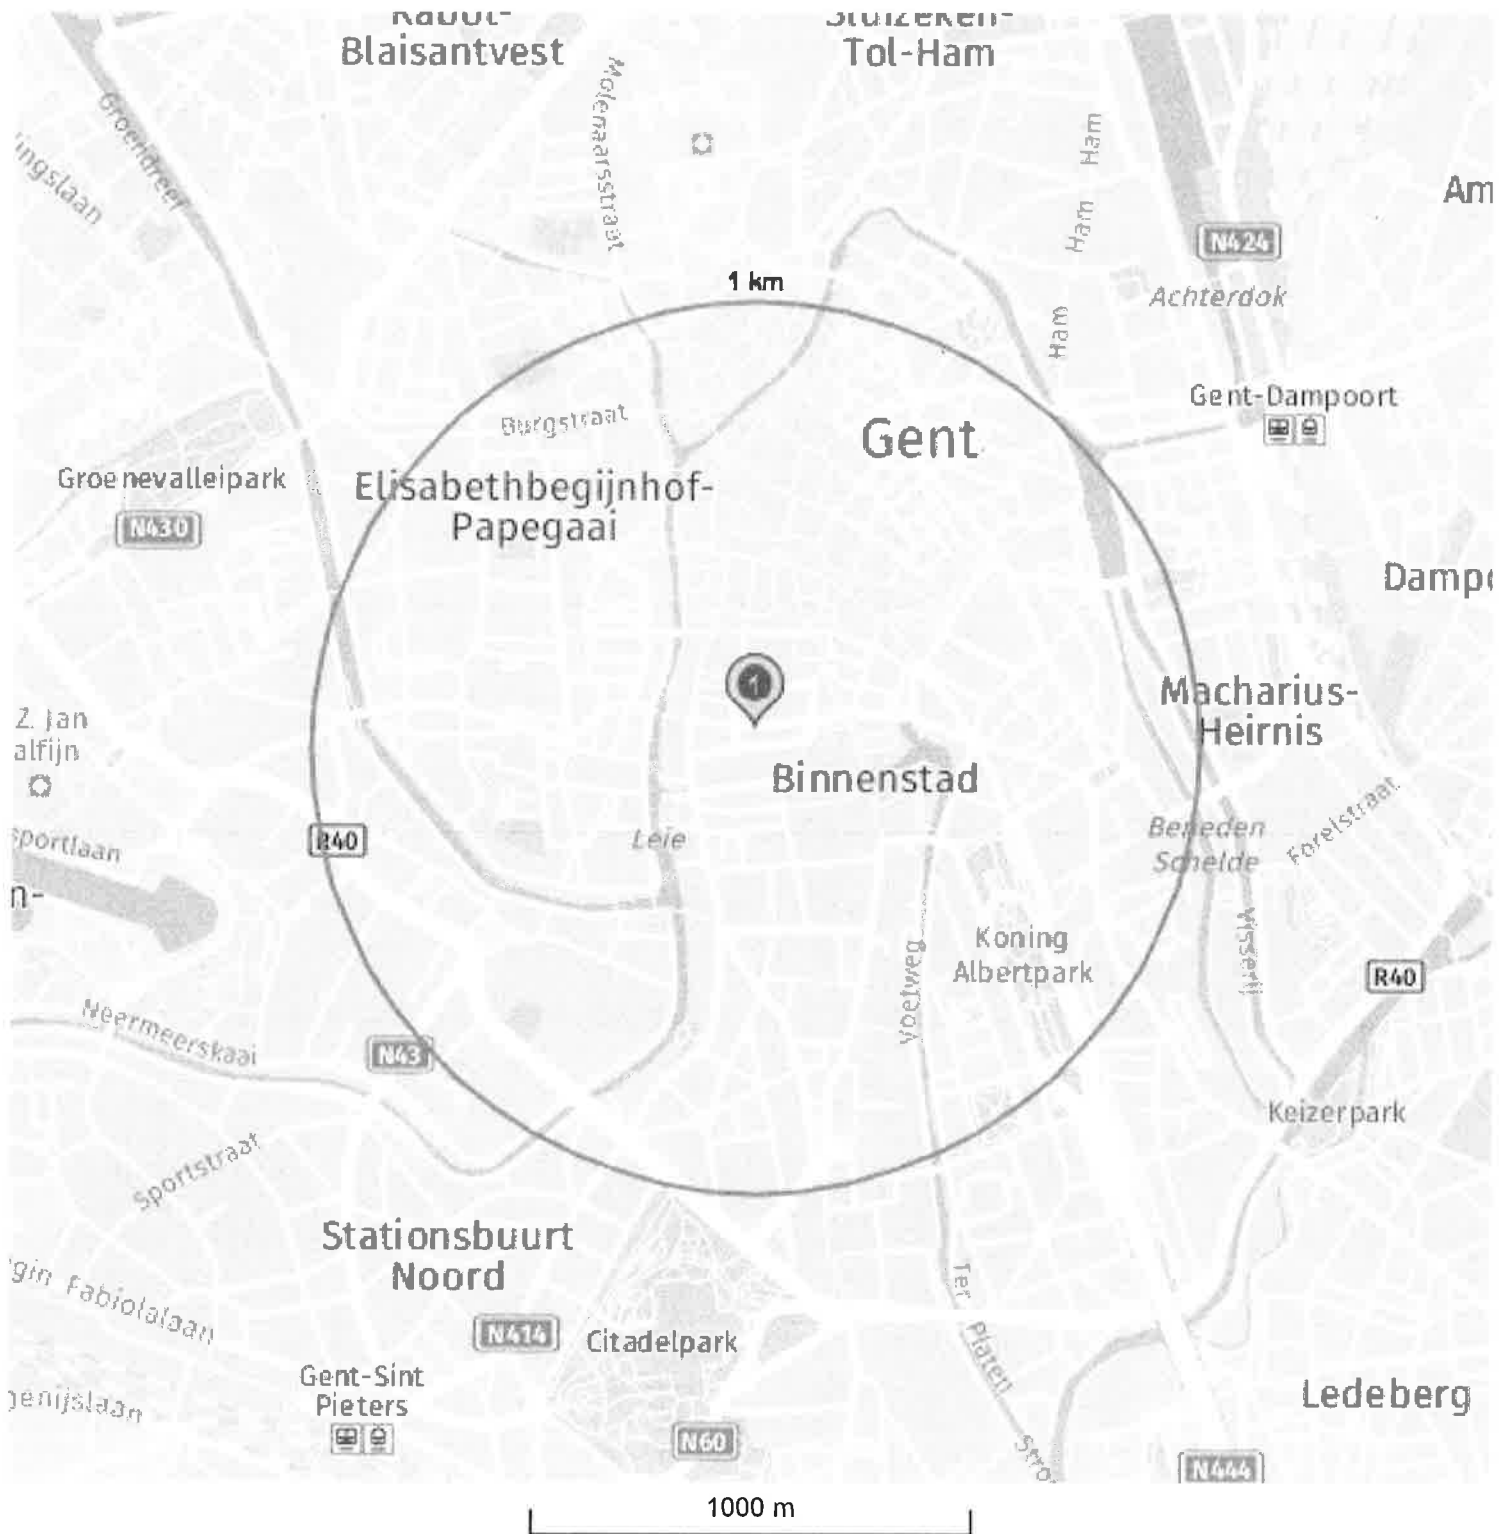 Blaisantvest
Tol-Ham
Molenaarsstraat
Groendreef
Ham
Ham
Am
N424
1 km
Achterdok
Ham
Gent-Dampoort
Burgstraat
Gent
Groenevalleipark
Elisabethbegijnhof-
Papegaai
N430
1
Macharius-
Heirnis
Binnenstad
R40
Leie
Beneden
Schelde
Forelstraat
Koning
Albertpark
Voetweg
Visserij
R40
Neermeerskaai
N43
Keizerpark
Sportstraat
Stationsbuurt
Noord
N414
Citadelpark
Gent-Sint
Pieters
Ter Platen
Ledeberg
N60
N444
1000 m